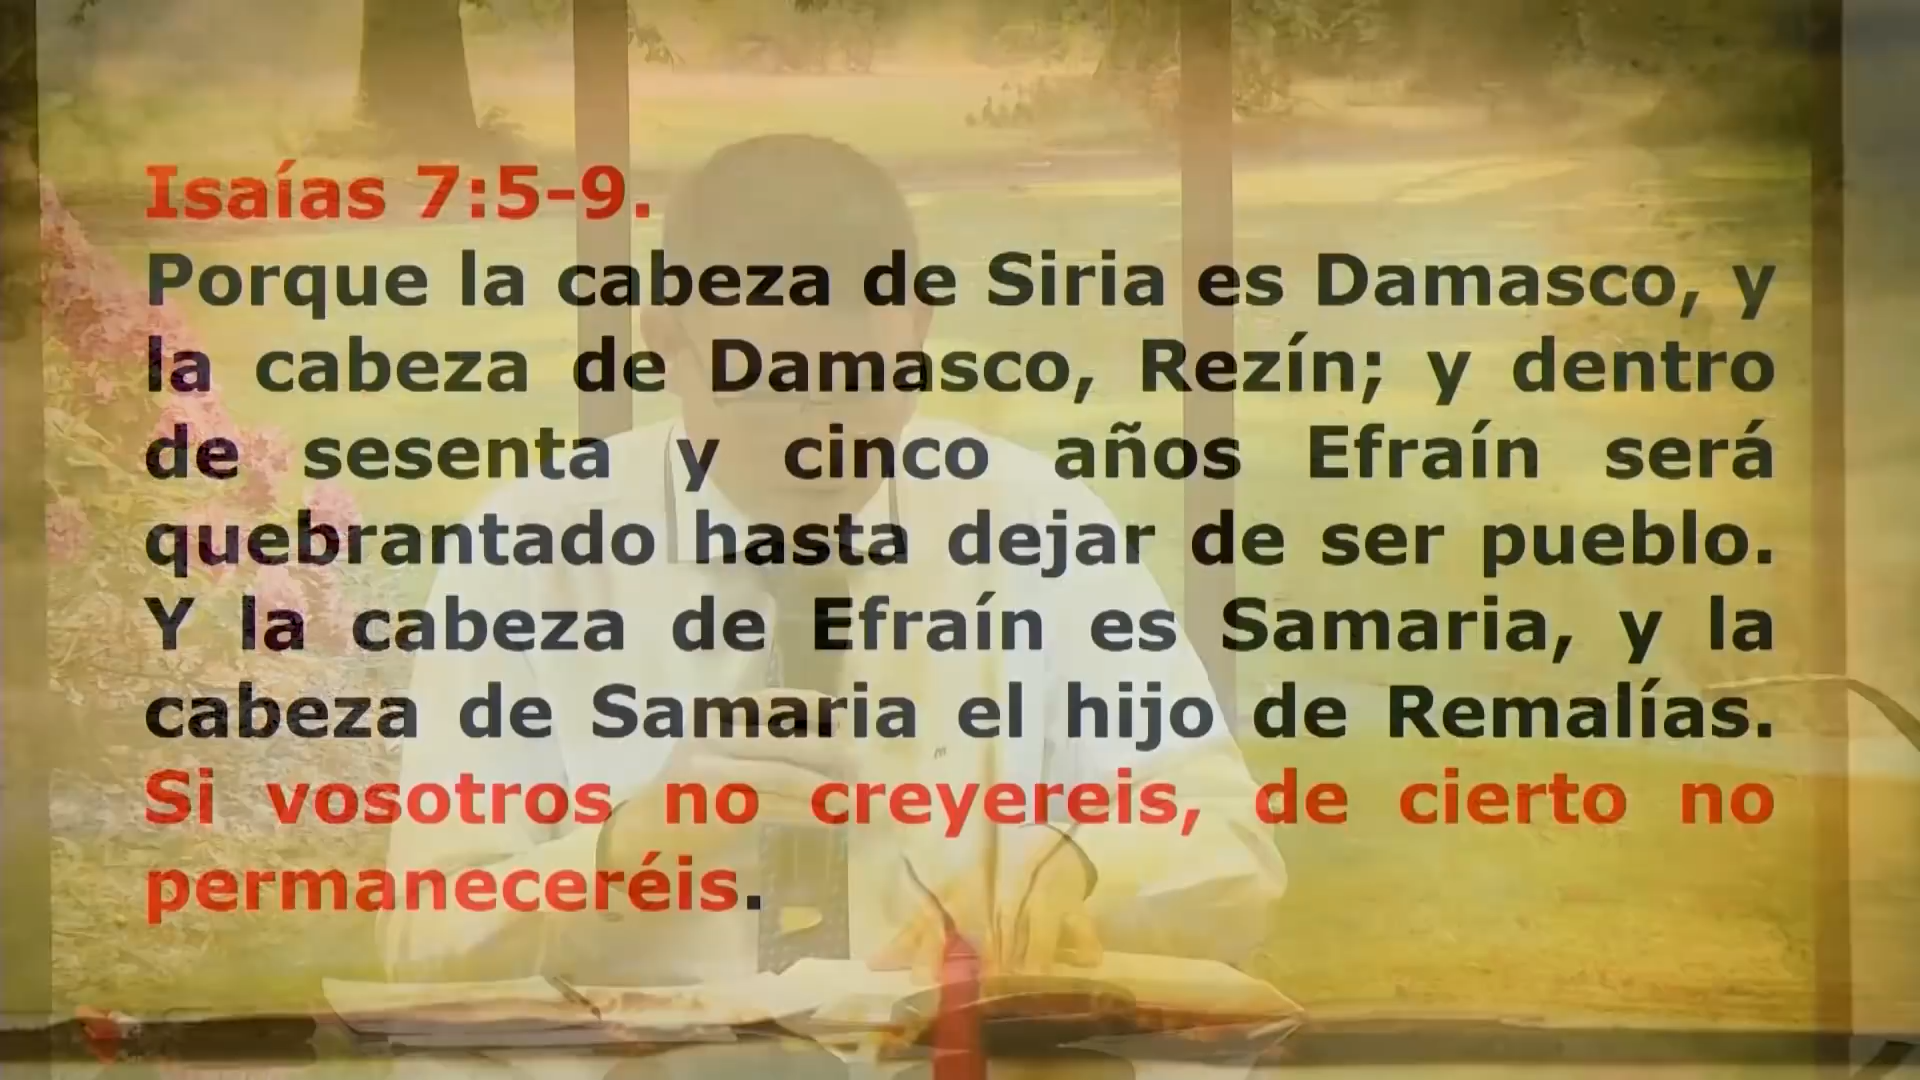 Isaías 7:5-9.
Porque la cabeza de Siria es Damasco, y
la cabeza de Damasco, Rezín; y dentro
de sesenta y cinco años Efraín será
quebrantado hasta dejar de ser pueblo.
Y la cabeza de Efraín es Samaria, y la
cabeza de Samaria el hijo de Remalías.
Si vosotros no creyereis, de cierto no
permaneceréis.